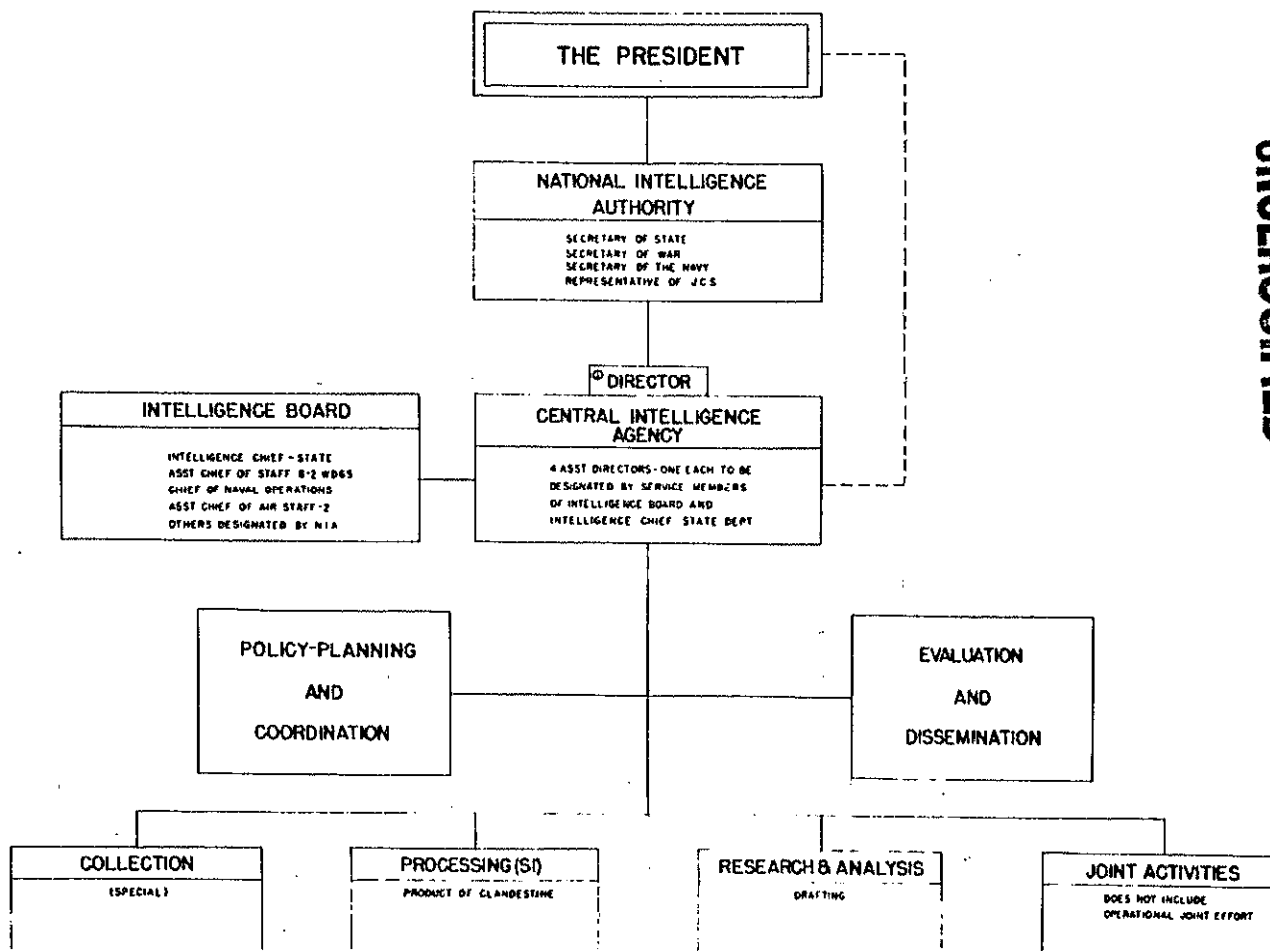 THE PRESIDENT
NATIONAL INTELLIGENCE
AUTHORITY
SECRETARY OF STATE
SECRETARY OF WAR
SECRETARY OF THE NAVY
REPRESENTATIVE OF J.C.S
① DIRECTOR
INTELLIGENCE BOARD
INTELLIGENCE CHIEF - STATE
ASST CHIEF OF STAFF G-2 WDGS
CHIEF OF NAVAL OPERATIONS
ASST CHIEF OF AIR STAFF-2
OTHERS DESIGNATED BY NIA
CENTRAL INTELLIGENCE
AGENCY
4 ASST DIRECTORS - ONE EACH TO BE
DESIGNATED BY SERVICE MEMBERS
OF INTELLIGENCE BOARD AND
INTELLIGENCE CHIEF STATE DEPT
POLICY-PLANNING
AND
COORDINATION
EVALUATION
AND
DISSEMINATION
COLLECTION
(SPECIAL)
PROCESSING (SI)
PRODUCT OF CLANDESTINE
RESEARCH & ANALYSIS
DRAFTING
JOINT ACTIVITIES
DOES NOT INCLUDE
OPERATIONAL JOINT EFFORT